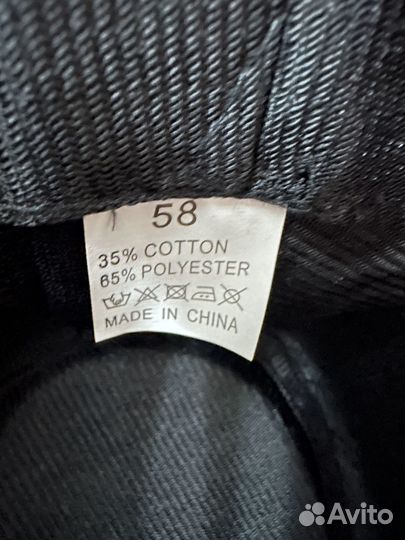 58
35% COTTON
65% POLYESTER
MADE IN CHINA
Avito